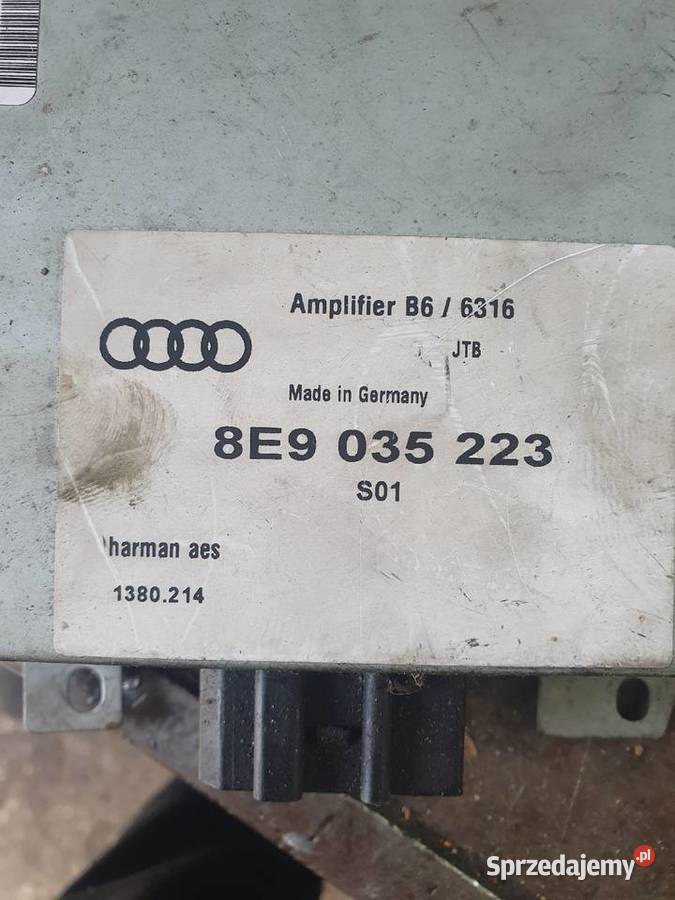 Amplifier B6 / 6316
JTB
Made in Germany
8E9 035 223
S01
harman aes
1380.214
Sprzedajemy.pl